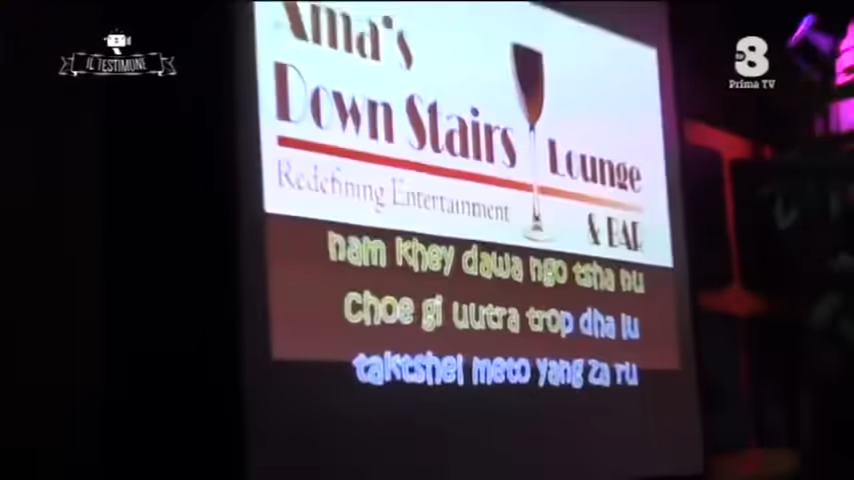 IL TESTIMONE
8
Prima TV
Ama's
Down Stairs Lounge
Redefining Entertainment
& BAR
nam khey dawa ngo tsha nu
choe gi uutra trop dha lu
taktshel meto yang za ru